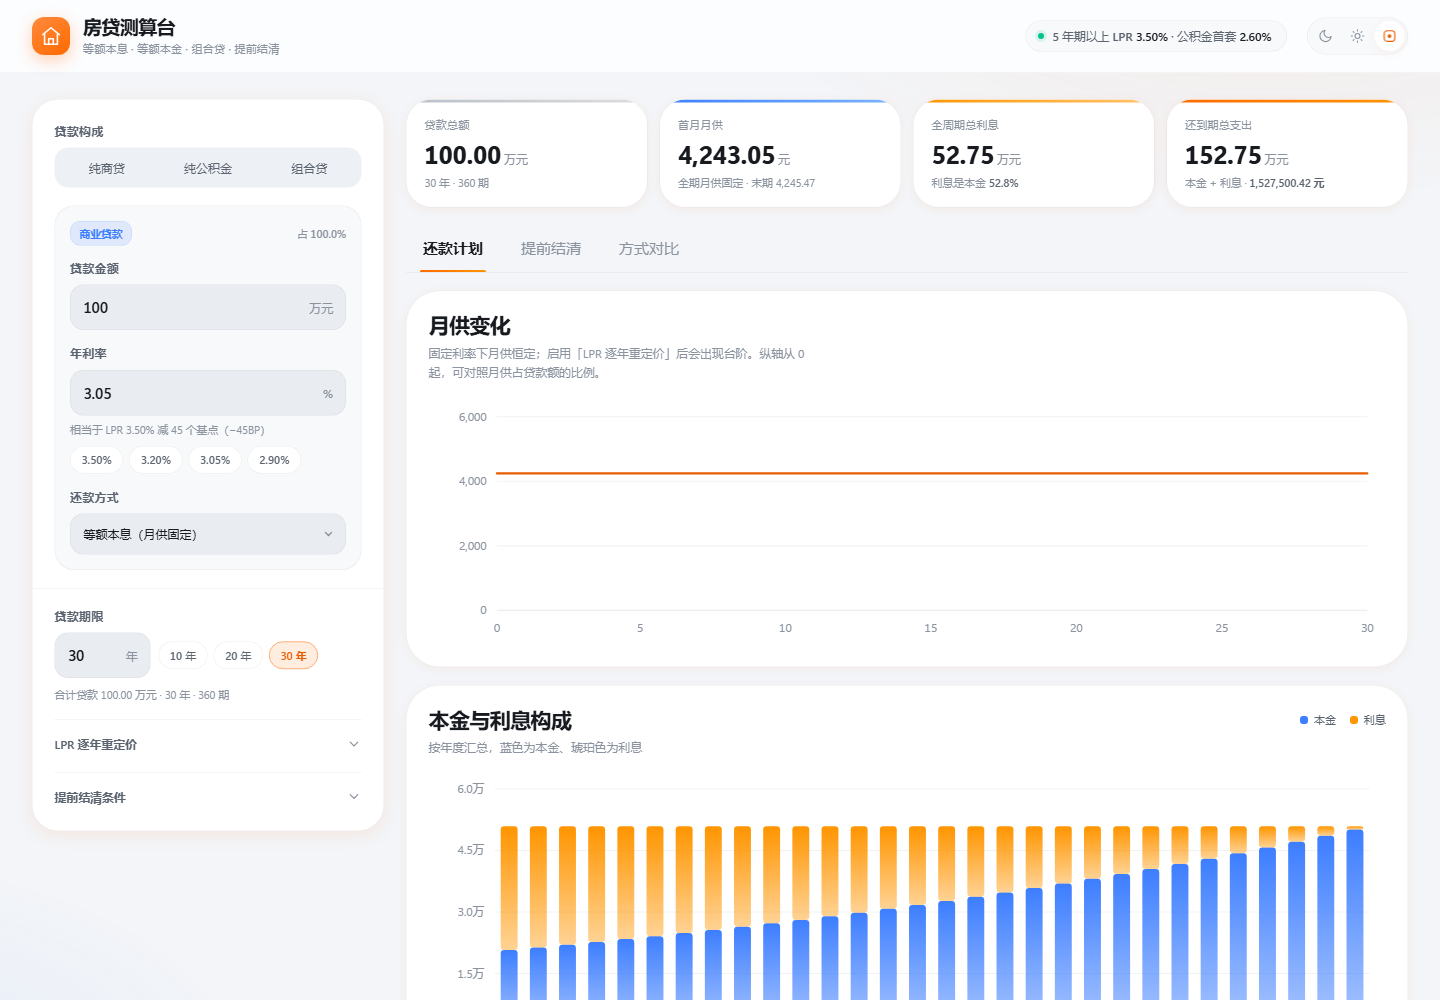 房贷测算台
等额本息 · 等额本金 · 组合贷 · 提前结清
5 年期以上 LPR 3.50% · 公积金首套 2.60%
贷款构成
纯商贷 纯公积金 组合贷
商业贷款 占 100.0%
贷款金额
100 万元
年利率
3.05 %
相当于 LPR 3.50% 减 45 个基点（−45BP）
3.50% 3.20% 3.05% 2.90%
还款方式
等额本息（月供固定）
贷款期限
30 年 10 年 20 年 30 年
合计贷款 100.00 万元 · 30 年 · 360 期
LPR 逐年重定价
提前结清条件
贷款总额
100.00 万元
30 年 · 360 期
首月月供
4,243.05 元
全期月供固定 · 末期 4,245.47
全周期总利息
52.75 万元
利息是本金 52.8%
还到期总支出
152.75 万元
本金 + 利息 · 1,527,500.42 元
还款计划 提前结清 方式对比
月供变化
固定利率下月供恒定；启用「LPR 逐年重定价」后会出现台阶。纵轴从 0
起，可对照月供占贷款额的比例。
6,000
4,000
2,000
0
0 5 10 15 20 25 30
本金与利息构成
本金 利息
按年度汇总，蓝色为本金、琥珀色为利息
6.0万
4.5万
3.0万
1.5万